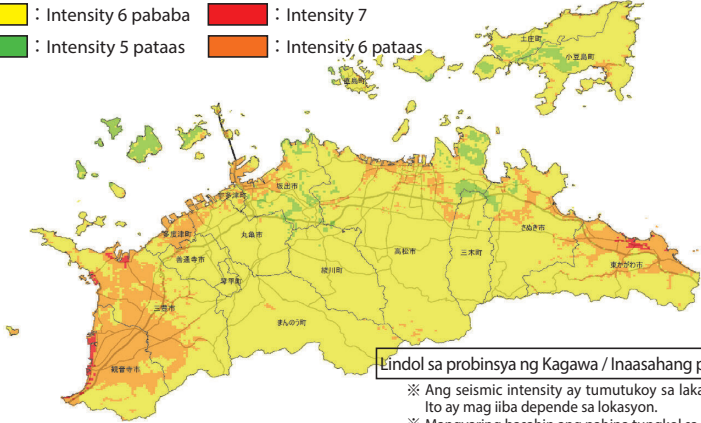 : Intensity 6 pababa
: Intensity 7
: Intensity 5 pataas
: Intensity 6 pataas
土庄町
小豆島町
直島町
宇多津町
坂出市
多度津町
丸亀市
善通寺市
琴平町
綾川町
高松市
三木町
さぬき市
東かがわ市
三豊市
まんのう町
観音寺市
Lindol sa probinsya ng Kagawa / Inaasahang p
※ Ang seismic intensity ay tumutukoy sa laka
Ito ay mag iiba depende sa lokasyon.